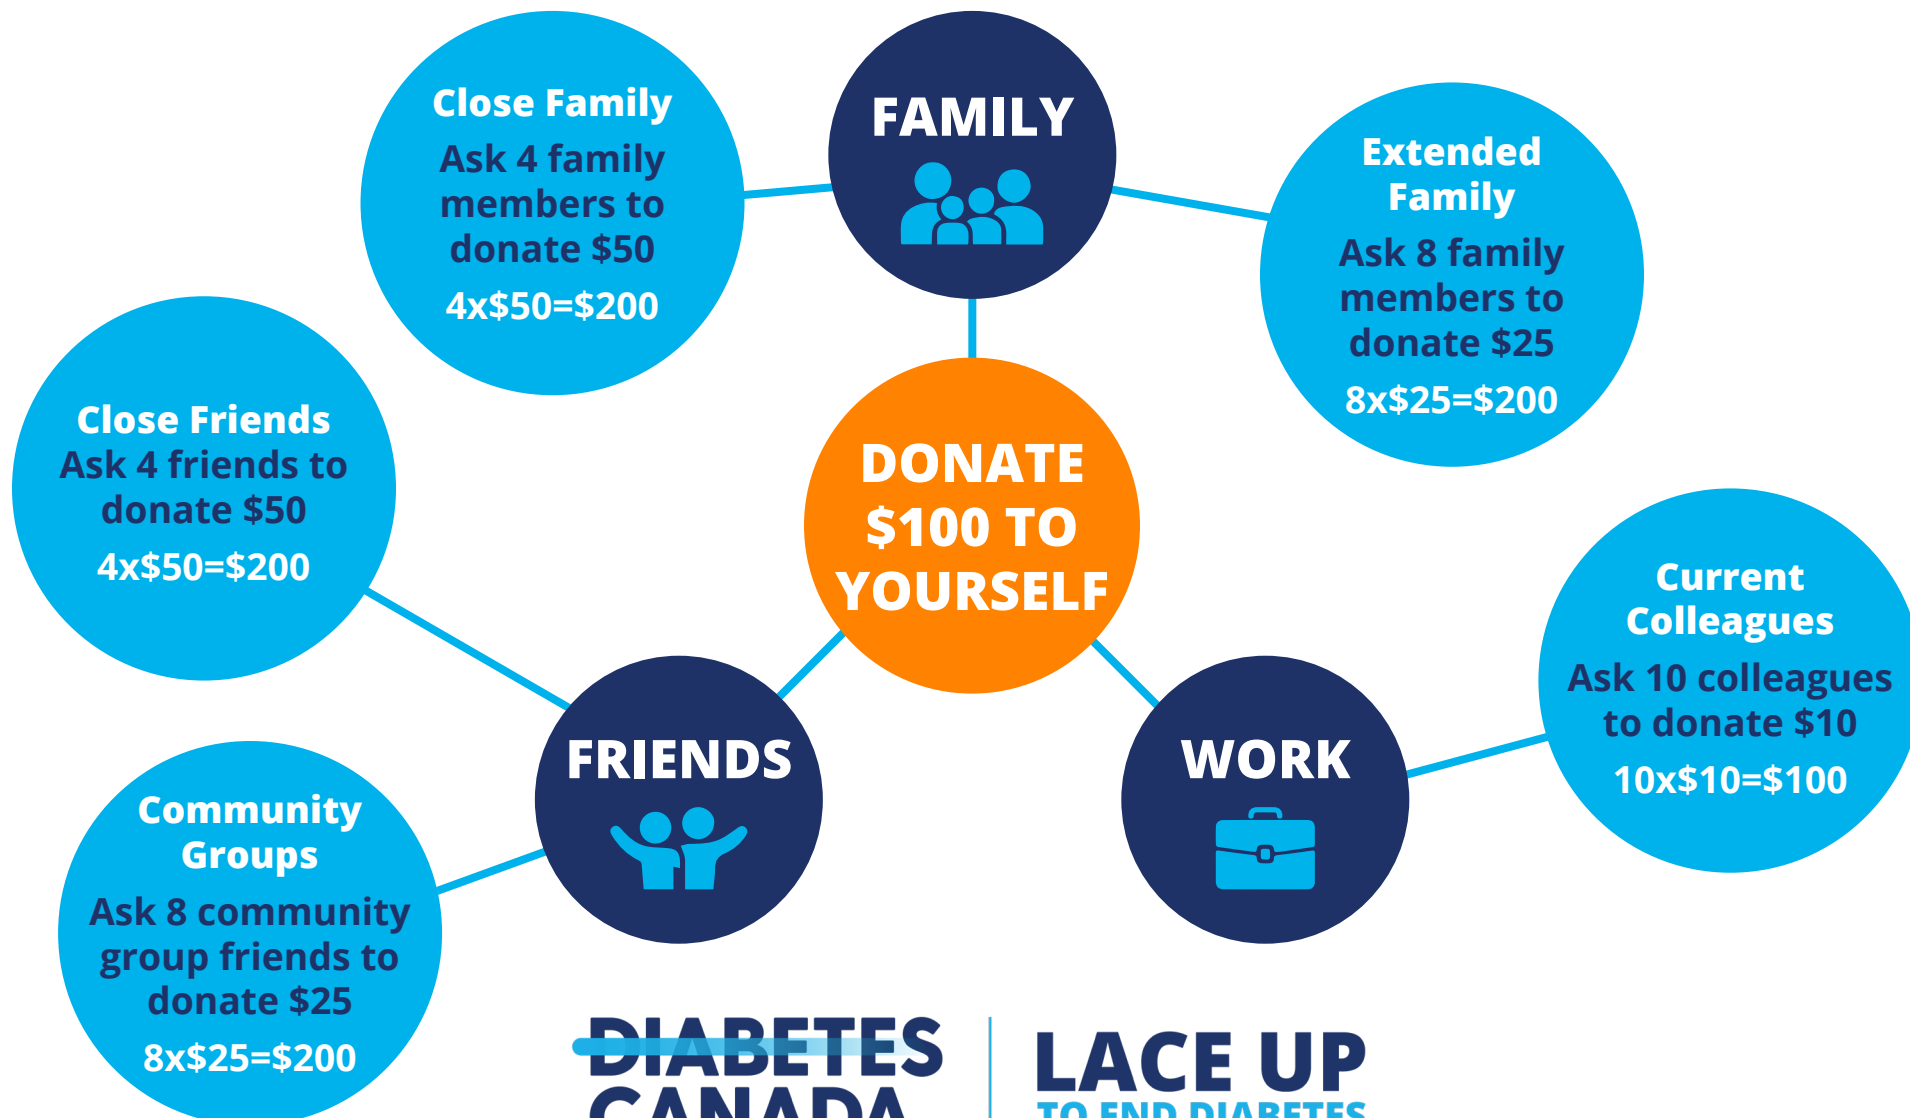 FAMILY
Close Family
Ask 4 family
members to
donate $50
4x$50=$200
Extended
Family
Ask 8 family
members to
donate $25
8x$25=$200
DONATE
$100 TO
YOURSELF
Close Friends
Ask 4 friends to
donate $50
4x$50=$200
Current
Colleagues
Ask 10 colleagues
to donate $10
10x$10=$100
FRIENDS
WORK
Community
Groups
Ask 8 community
group friends to
donate $25
8x$25=$200
DIABETES
CANADA
LACE UP
TO END DIABETES